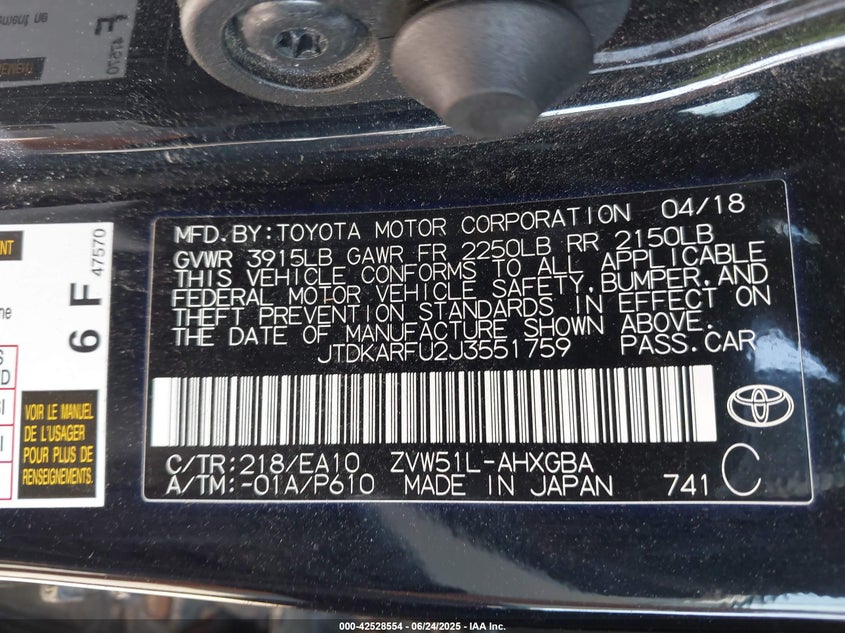 MFD.BY:TOYOTA MOTOR CORPORATION 04/18
GVWR 3915LB GAWR FR 2250LB RR 2150LB
THIS VEHICLE CONFORMS TO ALL APPLICABLE
FEDERAL MOTOR VEHICLE SAFETY,BUMPER,AND
THEFT PREVENTION STANDARDS IN EFFECT ON
THE DATE OF MANUFACTURE SHOWN ABOVE.
JTDKARFU2J3551759 PASS.CAR
C/TR:218/EA10 ZVW51L-AHXGBA
A/TM:-01A/P610 MADE IN JAPAN 741 C
6 F
47570
VOIR LE MANUEL
DE L'USAGER
POUR PLUS DE
RENSEIGNEMENTS.
000-42528554 - 06/24/2025 - IAA Inc.